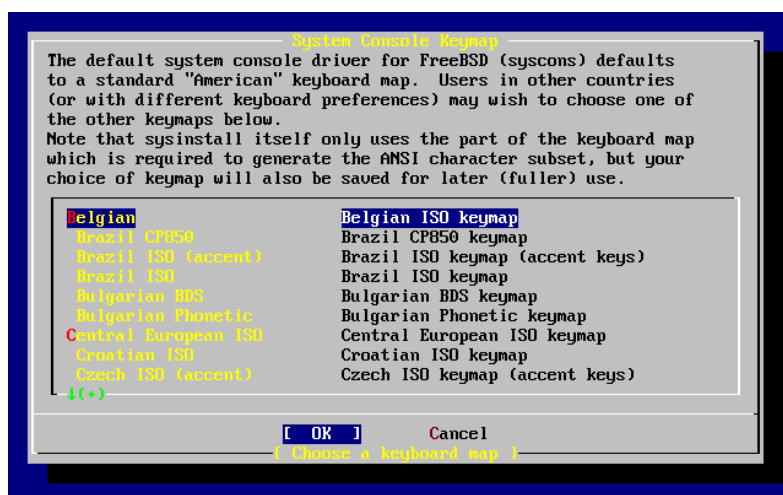 System Console Keymap
The default system console driver for FreeBSD (syscons) defaults
to a standard "American" keyboard map.  Users in other countries
(or with different keyboard preferences) may wish to choose one of
the other keymaps below.
Note that sysinstall itself only uses the part of the keyboard map
which is required to generate the ANSI character subset, but your
choice of keymap will also be saved for later (fuller) use.
Belgian Belgian ISO keymap
Brazil CP850 Brazil CP850 keymap
Brazil ISO (accent) Brazil ISO keymap (accent keys)
Brazil ISO Brazil ISO keymap
Bulgarian BDS Bulgarian BDS keymap
Bulgarian Phonetic Bulgarian Phonetic keymap
Central European ISO Central European ISO keymap
Croatian ISO Croatian ISO keymap
Czech ISO (accent) Czech ISO keymap (accent keys)
↓(+)
[ OK ] Cancel
[ Choose a keyboard map ]